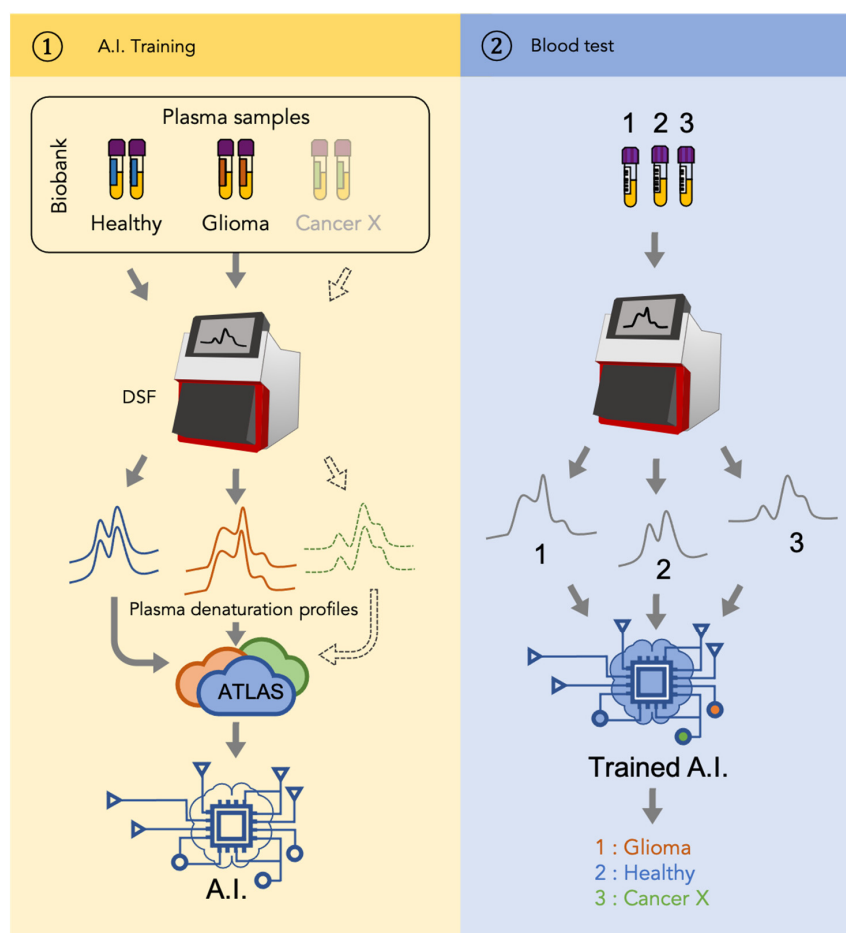 ① A.I. Training
Plasma samples
Biobank
Healthy Glioma Cancer X
DSF
Plasma denaturation profiles
ATLAS
A.I.
② Blood test
1 2 3
1
2
3
Trained A.I.
1 : Glioma
2 : Healthy
3 : Cancer X